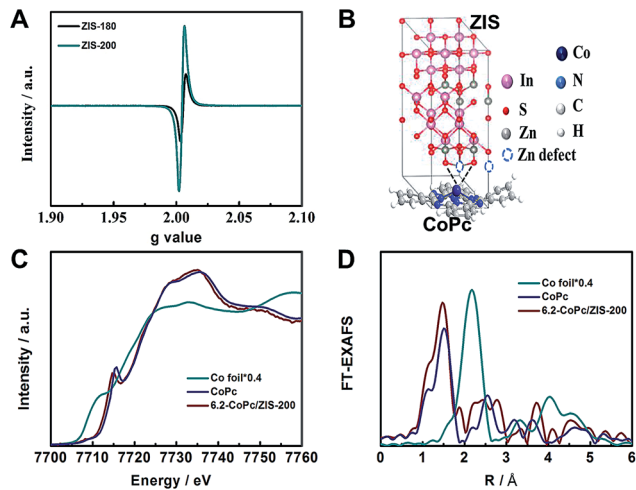 A
ZIS-180
ZIS-200
Intensity / a.u.
1.90 1.95 2.00 2.05 2.10
g value
B
ZIS
Co
In N
S C
Zn H
Zn defect
CoPc
C
Intensity / a.u.
Co foil*0.4
CoPc
6.2-CoPc/ZIS-200
7700 7710 7720 7730 7740 7750 7760
Energy / eV
D
FT-EXAFS
Co foil*0.4
CoPc
6.2-CoPc/ZIS-200
0 1 2 3 4 5 6
R / Å